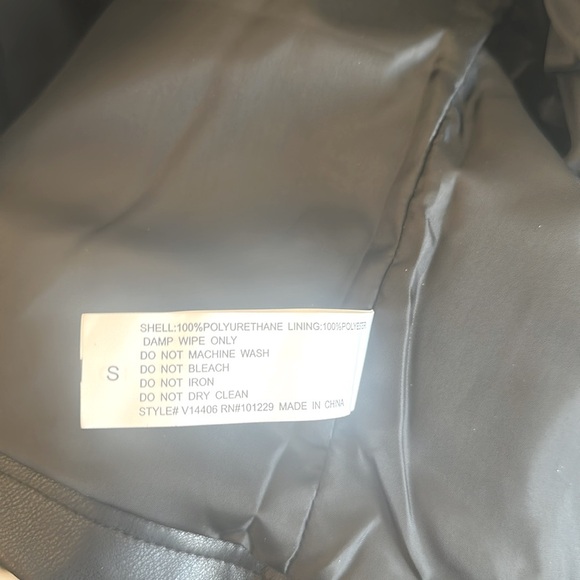 SHELL:100%POLYURETHANE LINING:100%POLYESTER
DAMP WIPE ONLY
DO NOT MACHINE WASH
S
DO NOT BLEACH
DO NOT IRON
DO NOT DRY CLEAN
STYLE# V14406 RN#101229 MADE IN CHINA